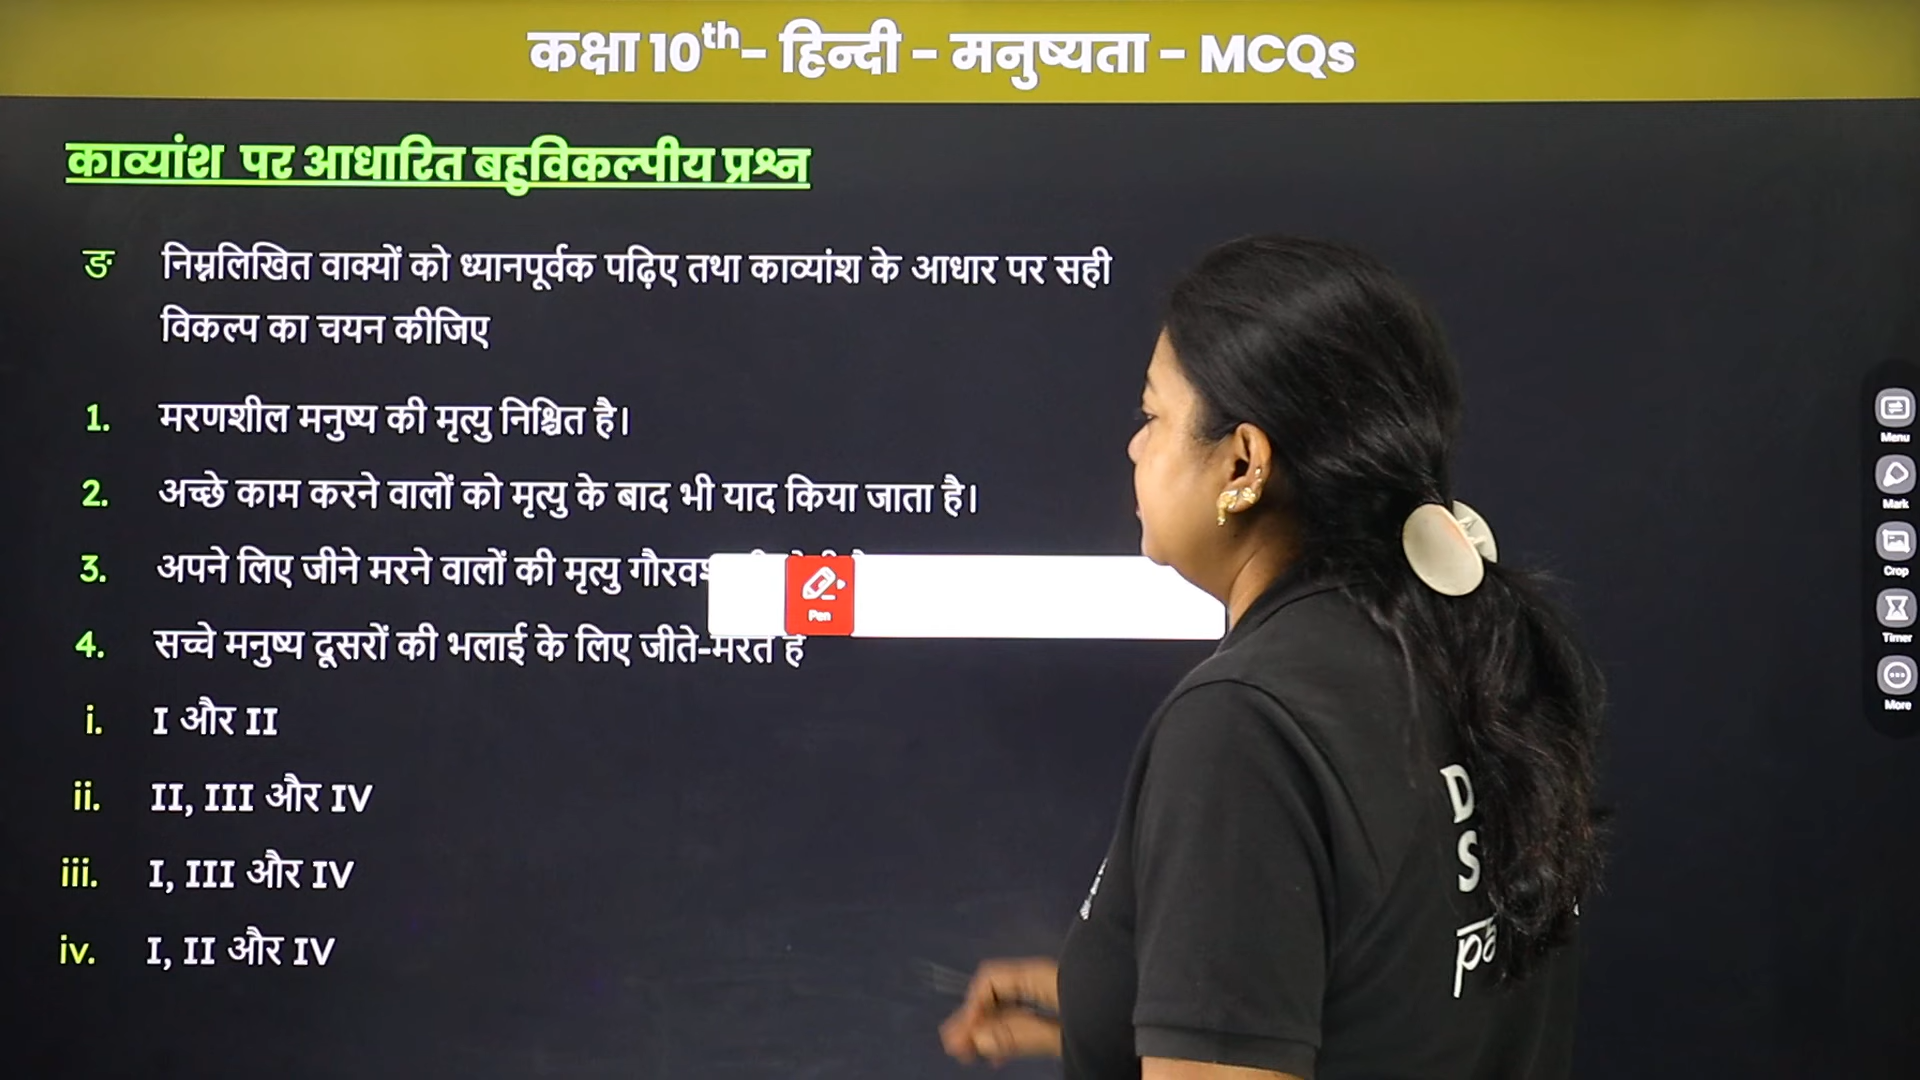 कक्षा 10th- हिन्दी - मनुष्यता - MCQs
काव्यांश पर आधारित बहुविकल्पीय प्रश्न
ङ निम्नलिखित वाक्यों को ध्यानपूर्वक पढ़िए तथा काव्यांश के आधार पर सही
विकल्प का चयन कीजिए
1. मरणशील मनुष्य की मृत्यु निश्चित है।
2. अच्छे काम करने वालों को मृत्यु के बाद भी याद किया जाता है।
3. अपने लिए जीने मरने वालों की मृत्यु
Pen
4. सच्चे मनुष्य दूसरों की भलाई के लिए जीते-मरते हैं
i. I और II
ii. II, III और IV
iii. I, III और IV
iv. I, II और IV
Menu
Mark
Crop
Timer
More